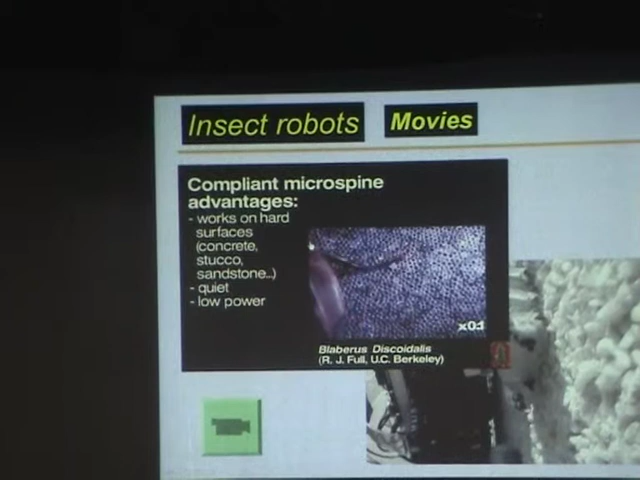 Insect robots
Movies
Compliant microspine
advantages:
- works on hard
surfaces
(concrete,
stucco,
sandstone...)
- quiet
- low power
x0.1
Blaberus Discoidalis
(R. J. Full, U.C. Berkeley)